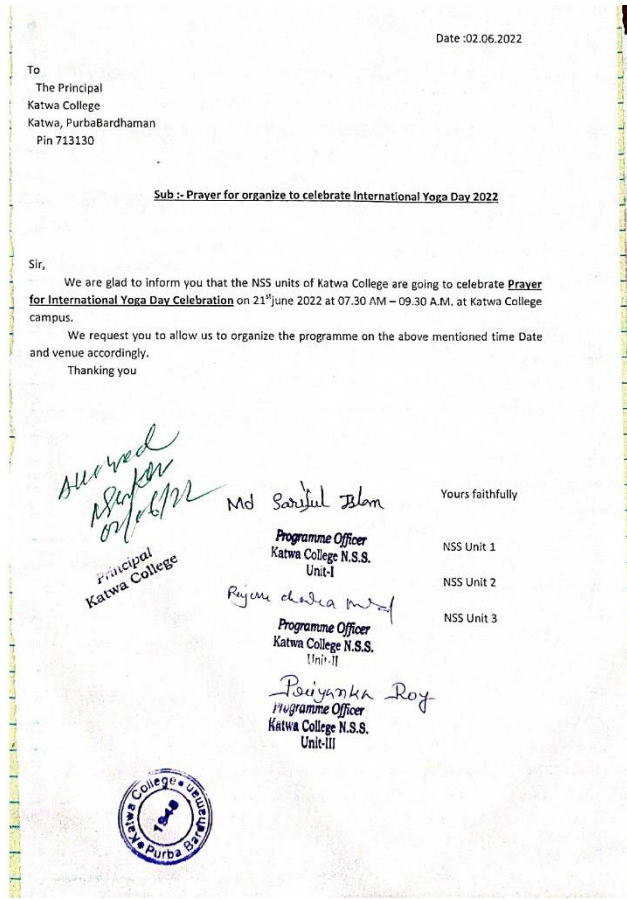 Date :02.06.2022
To
The Principal
Katwa College
Katwa, PurbaBardhaman
Pin 713130
Sub :- Prayer for organize to celebrate International Yoga Day 2022
Sir,
We are glad to inform you that the NSS units of Katwa College are going to celebrate Prayer
for International Yoga Day Celebration on 21st june 2022 at 07.30 AM – 09.30 A.M. at Katwa College
campus.
We request you to allow us to organize the programme on the above mentioned time Date
and venue accordingly.
Thanking you
02/06/22
Principal
Katwa College
Md Sariful Islam
Programme Officer
Katwa College N.S.S.
Unit-I
Programme Officer
Katwa College N.S.S.
Unit-II
Priyanka Roy
Programme Officer
Katwa College N.S.S.
Unit-III
Yours faithfully
NSS Unit 1
NSS Unit 2
NSS Unit 3
Katwa College
Purba Bardhaman
1948